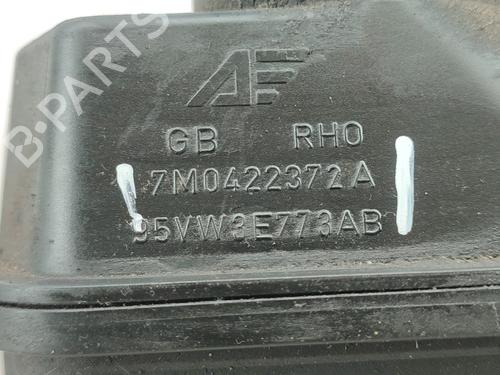 AF
GB RHO
7M0422372A
95VW3E773AB
B-PARTS